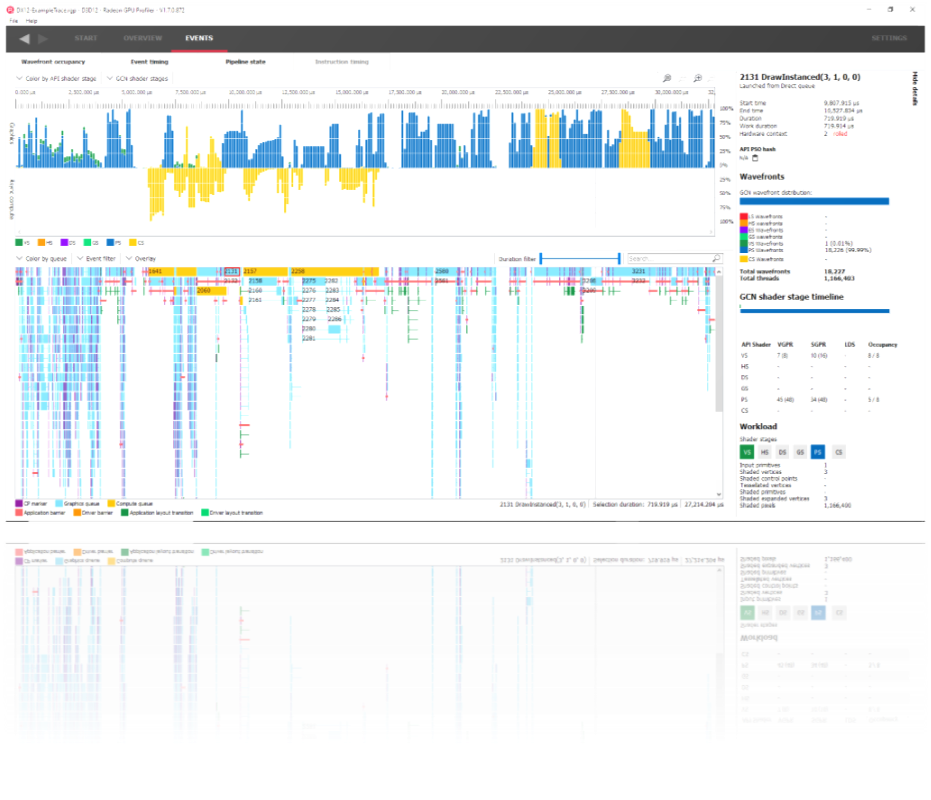 DX12-ExampleTrace.rgp - D3D12 - Radeon GPU Profiler - V1.7.0.872
File Help
START OVERVIEW EVENTS SETTINGS
Wavefront occupancy Event timing Pipeline state Instruction timing
Color by API shader stage GCN shader stages
0.000 µs 2,500.000 µs 5,000.000 µs 7,500.000 µs 10,000.000 µs 12,500.000 µs 15,000.000 µs 17,500.000 µs 20,000.000 µs 22,500.000 µs 25,000.000 µs 27,500.000 µs 30,000.000 µs 32,
100%
75%
50%
25%
0%
25%
50%
75%
100%
Graphics
Async compute
VS HS DS GS PS CS
Color by queue Event filter Overlay Duration filter Search...
1641 2131 2157 2258 2500 3231
2132 2158 2275 2282 2501 3205 3232
2060 2160 2276 2283
2161 2277 2284
2278 2285
2279 2286
2280
2281
CP marker Graphics queue Compute queue
Application barrier Driver barrier Application layout transition Driver layout transition
2131 DrawInstanced(3, 1, 0, 0) Selection duration: 719.919 µs 27,214.204 µs
Hide details
2131 DrawInstanced(3, 1, 0, 0)
Launched from Direct queue
Start time 9,807.913 µs
End time 10,527.834 µs
Duration 719.919 µs
Work duration 719.914 µs
Hardware context 2 rolled
API PSO hash
N/A
Wavefronts
GCN wavefront distribution:
LS wavefronts -
HS wavefronts -
ES wavefronts -
GS wavefronts -
VS wavefronts 1 (0.01%)
PS wavefronts 18,226 (99.99%)
CS wavefronts -
Total wavefronts 18,227
Total threads 1,166,403
GCN shader stage timeline
API Shader VGPR SGPR LDS Occupancy
VS 7 (8) 10 (16) - 8 / 8
HS - - - -
DS - - - -
GS - - - -
PS 45 (48) 34 (48) - 5 / 8
CS - - - -
Workload
Shader stages
VS HS DS GS PS CS
Input primitives 1
Shaded vertices 3
Shaded control points -
Tessellated vertices -
Shaded primitives -
Shaded expanded vertices 3
Shaded pixels 1,166,400